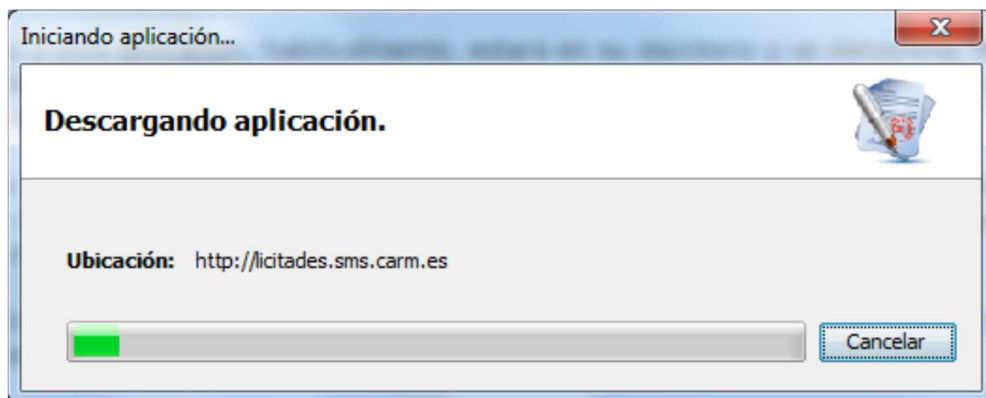 Iniciando aplicación...
Descargando aplicación.
Ubicación: http://licitades.sms.carm.es
Cancelar